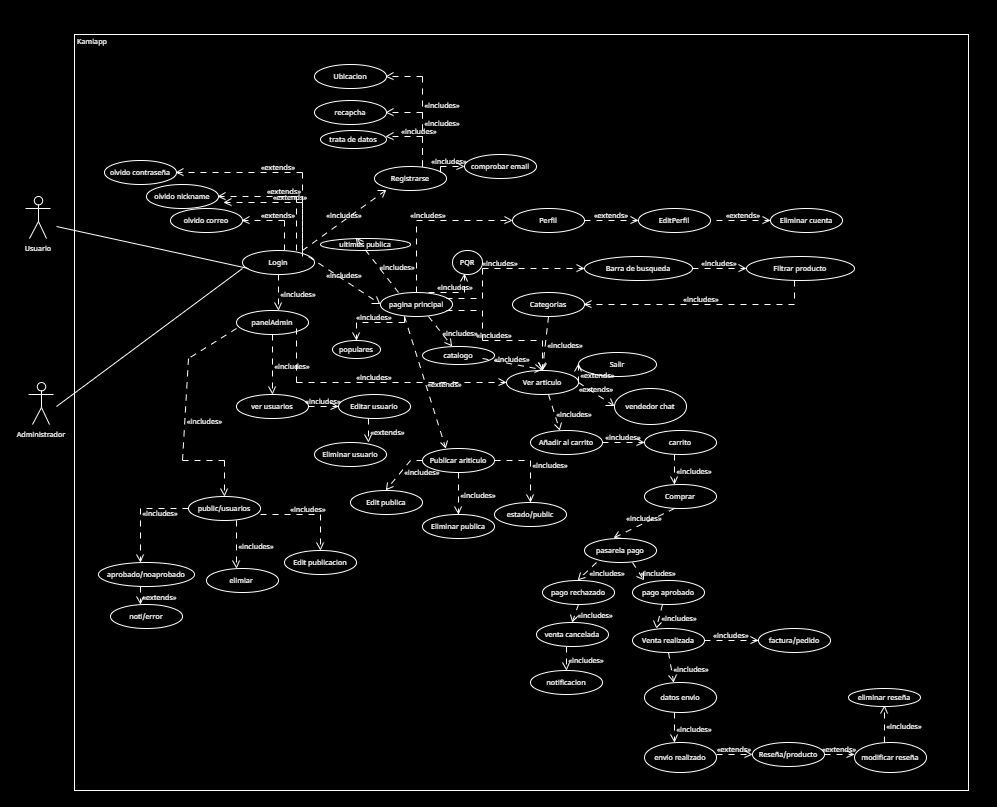 Kamiapp
Ubicacion
«includes»
recapcha
«includes»
trata de datos
«includes»
«includes»
comprobar email
olvido contraseña
«extends»
Registrarse
olvido nickname
«extends»
«extends»
olvido correo
«extends»
«includes»
«includes»
Perfil
«extends»
EditPerfil
«extends»
Eliminar cuenta
Usuario
ultimas publica
Login
«includes»
«includes»
PQR
«includes»
Barra de busqueda
«includes»
Filtrar producto
«includes»
«includes»
pagina principal
Categorias
«includes»
panelAdmin
«includes»
«includes»
«includes»
populares
catalogo
«includes»
Salir
«includes»
«includes»
«extends»
Ver articulo
«extends»
«extends»
ver usuarios
«includes»
Editar usuario
vendedor chat
«includes»
«includes»
Administrador
«extends»
Añadir al carrito
«includes»
carrito
Eliminar usuario
Publicar aritículo
«includes»
«includes»
«includes»
Comprar
Edit publica
«includes»
estado/public
public/usuarios
«includes»
«includes»
Eliminar publica
«includes»
«includes»
pasarela pago
Edit publicacion
aprobado/noaprobado
elimiar
«includes»
«includes»
«extends»
pago rechazado
pago aprobado
noti/error
«includes»
«includes»
venta cancelada
Venta realizada
«includes»
factura/pedido
«includes»
«includes»
notificacion
datos envio
eliminar reseña
«includes»
«includes»
envio realizado
«extends»
Reseña/producto
«extends»
modificar reseña